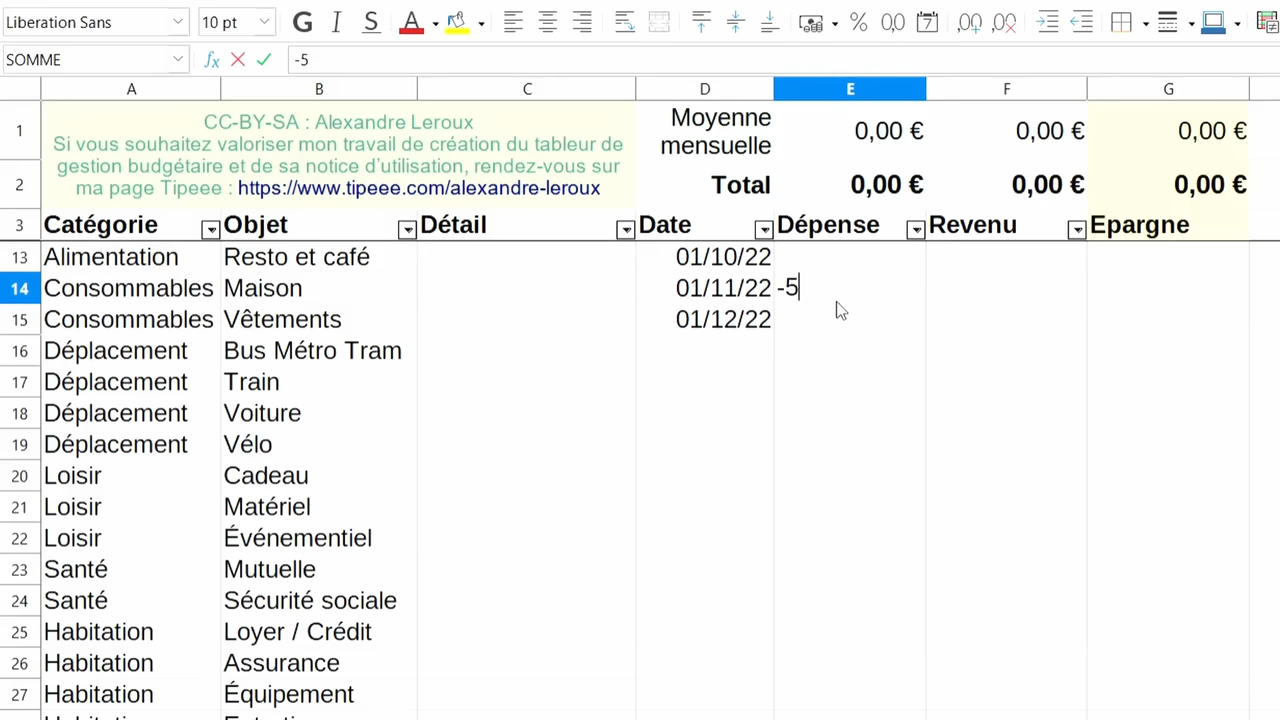 Liberation Sans 10 pt G I S A % 0,0 7 ,00 ,00
SOMME fx -5
A B C D E F G
1 CC-BY-SA : Alexandre Leroux
Si vous souhaitez valoriser mon travail de création du tableur de
gestion budgétaire et de sa notice d'utilisation, rendez-vous sur
ma page Tipeee : https://www.tipeee.com/alexandre-leroux
Moyenne
mensuelle 0,00 € 0,00 € 0,00 €
2 Total 0,00 € 0,00 € 0,00 €
3 Catégorie Objet Détail Date Dépense Revenu Epargne
13 Alimentation Resto et café 01/10/22
14 Consommables Maison 01/11/22 -5
15 Consommables Vêtements 01/12/22
16 Déplacement Bus Métro Tram
17 Déplacement Train
18 Déplacement Voiture
19 Déplacement Vélo
20 Loisir Cadeau
21 Loisir Matériel
22 Loisir Événementiel
23 Santé Mutuelle
24 Santé Sécurité sociale
25 Habitation Loyer / Crédit
26 Habitation Assurance
27 Habitation Équipement